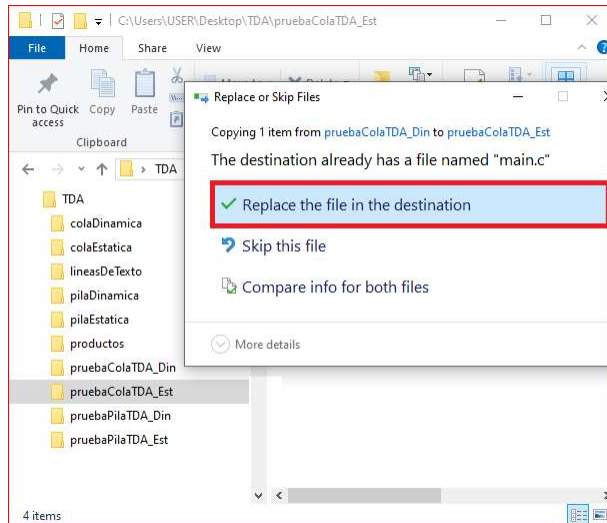 C:\Users\USER\Desktop\TDA\pruebaColaTDA_Est
File Home Share View
Pin to Quick access
Copy
Paste
Clipboard
TDA
Replace or Skip Files
Copying 1 item from pruebaColaTDA_Din to pruebaColaTDA_Est
The destination already has a file named "main.c"
Replace the file in the destination
Skip this file
Compare info for both files
More details
TDA
colaDinamica
colaEstatica
lineasDeTexto
pilaDinamica
pilaEstatica
productos
pruebaColaTDA_Din
pruebaColaTDA_Est
pruebaPilaTDA_Din
pruebaPilaTDA_Est
4 items